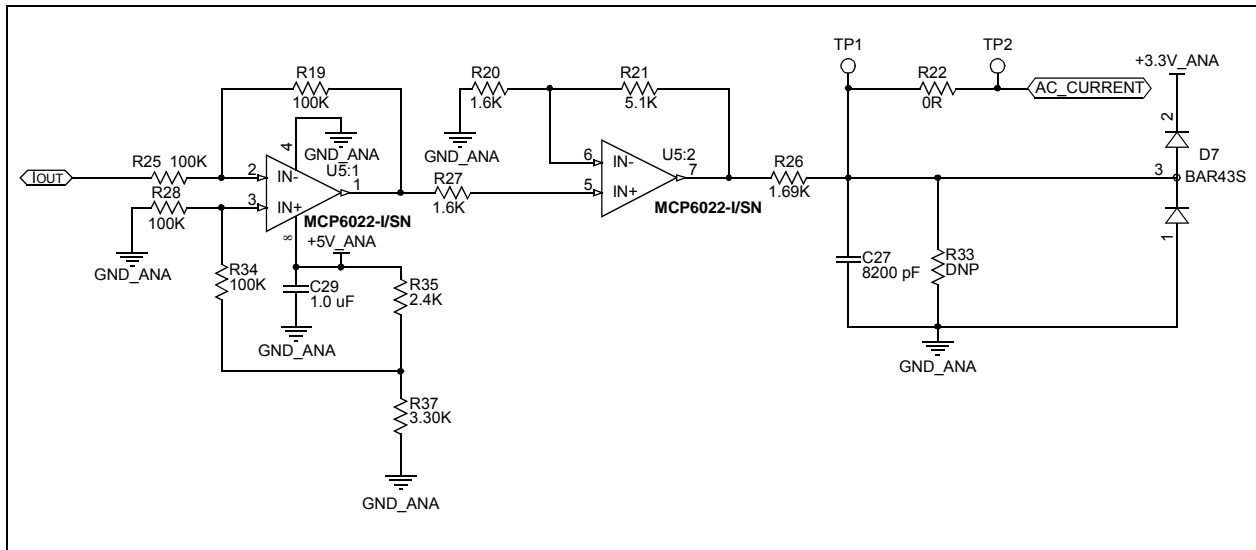 R19
100K
R20
1.6K
R21
5.1K
TP1
TP2
R22
0R
AC_CURRENT
+3.3V_ANA
2
D7
3
BAR43S
1
4
GND_ANA
U5:1
R25 100K
IOUT
2
IN-
R28
100K
3
IN+
1
MCP6022-I/SN
8
+5V_ANA
GND_ANA
R34
100K
C29
1.0 uF
GND_ANA
R35
2.4K
R37
3.30K
GND_ANA
R27
1.6K
GND_ANA
6
IN-
5
IN+
U5:2
7
MCP6022-I/SN
R26
1.69K
C27
8200 pF
R33
DNP
GND_ANA